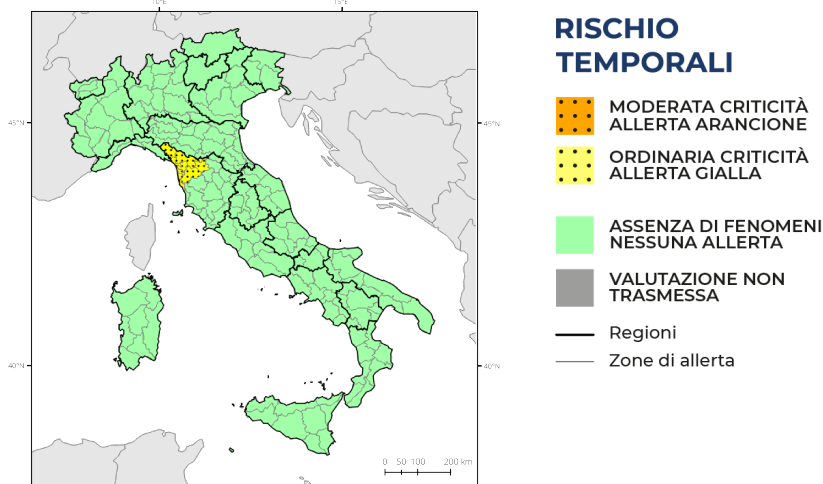 45°N
45°N
40°N
40°N
0 50 100 200 km
RISCHIO
TEMPORALI
MODERATA CRITICITÀ
ALLERTA ARANCIONE
ORDINARIA CRITICITÀ
ALLERTA GIALLA
ASSENZA DI FENOMENI
NESSUNA ALLERTA
VALUTAZIONE NON
TRASMESSA
Regioni
Zone di allerta